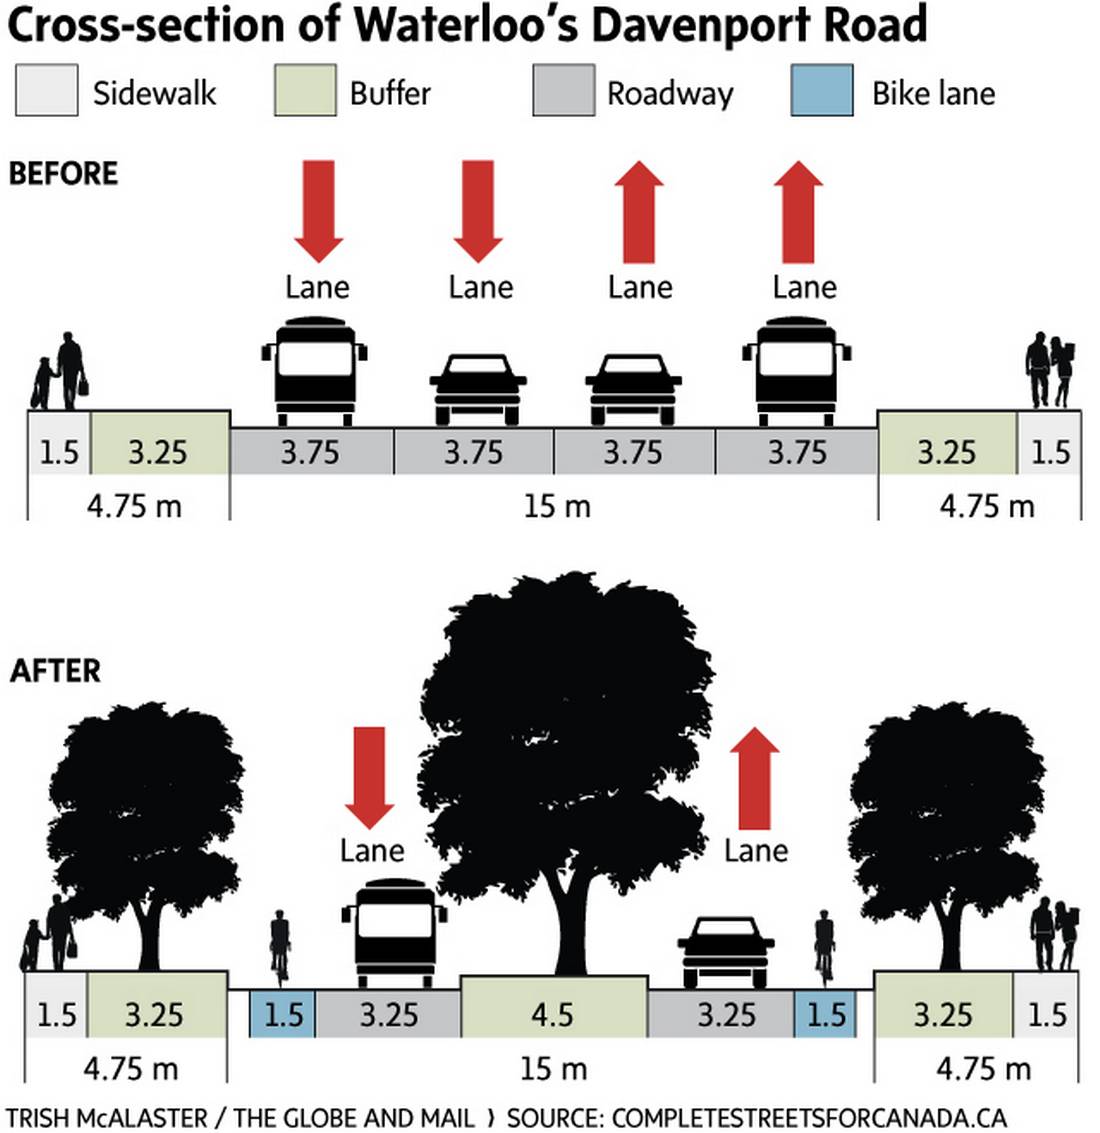 Cross-section of Waterloo's Davenport Road
Sidewalk Buffer Roadway Bike lane
BEFORE
Lane Lane Lane Lane
1.5 3.25 3.75 3.75 3.75 3.75 3.25 1.5
4.75 m 15 m 4.75 m
AFTER
Lane Lane
1.5 3.25 1.5 3.25 4.5 3.25 1.5 3.25 1.5
4.75 m 15 m 4.75 m
TRISH McALASTER / THE GLOBE AND MAIL ⟩ SOURCE: COMPLETESTREETSFORCANADA.CA